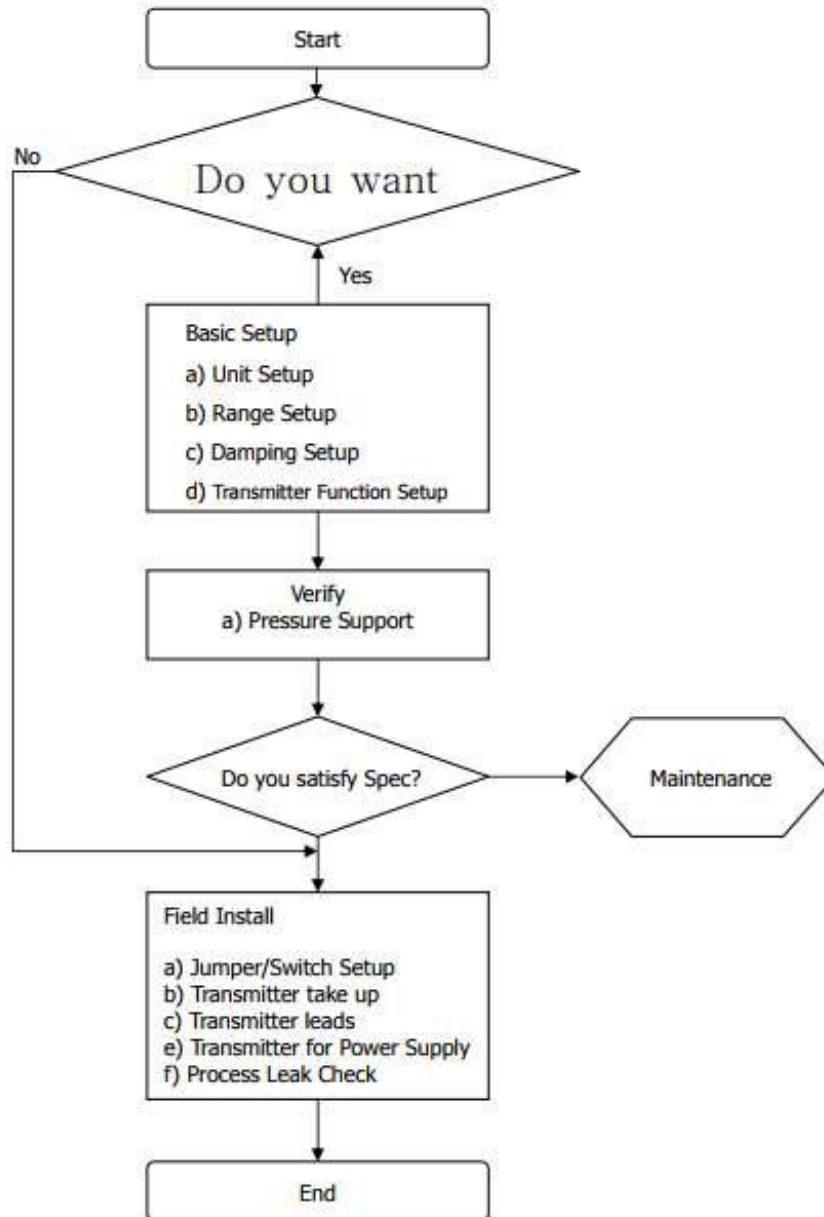 Start
No
Do you want
Yes
Basic Setup
a) Unit Setup
b) Range Setup
c) Damping Setup
d) Transmitter Function Setup
Verify
a) Pressure Support
Do you satisfy Spec?
Maintenance
Field Install
a) Jumper/Switch Setup
b) Transmitter take up
c) Transmitter leads
e) Transmitter for Power Supply
f) Process Leak Check
End